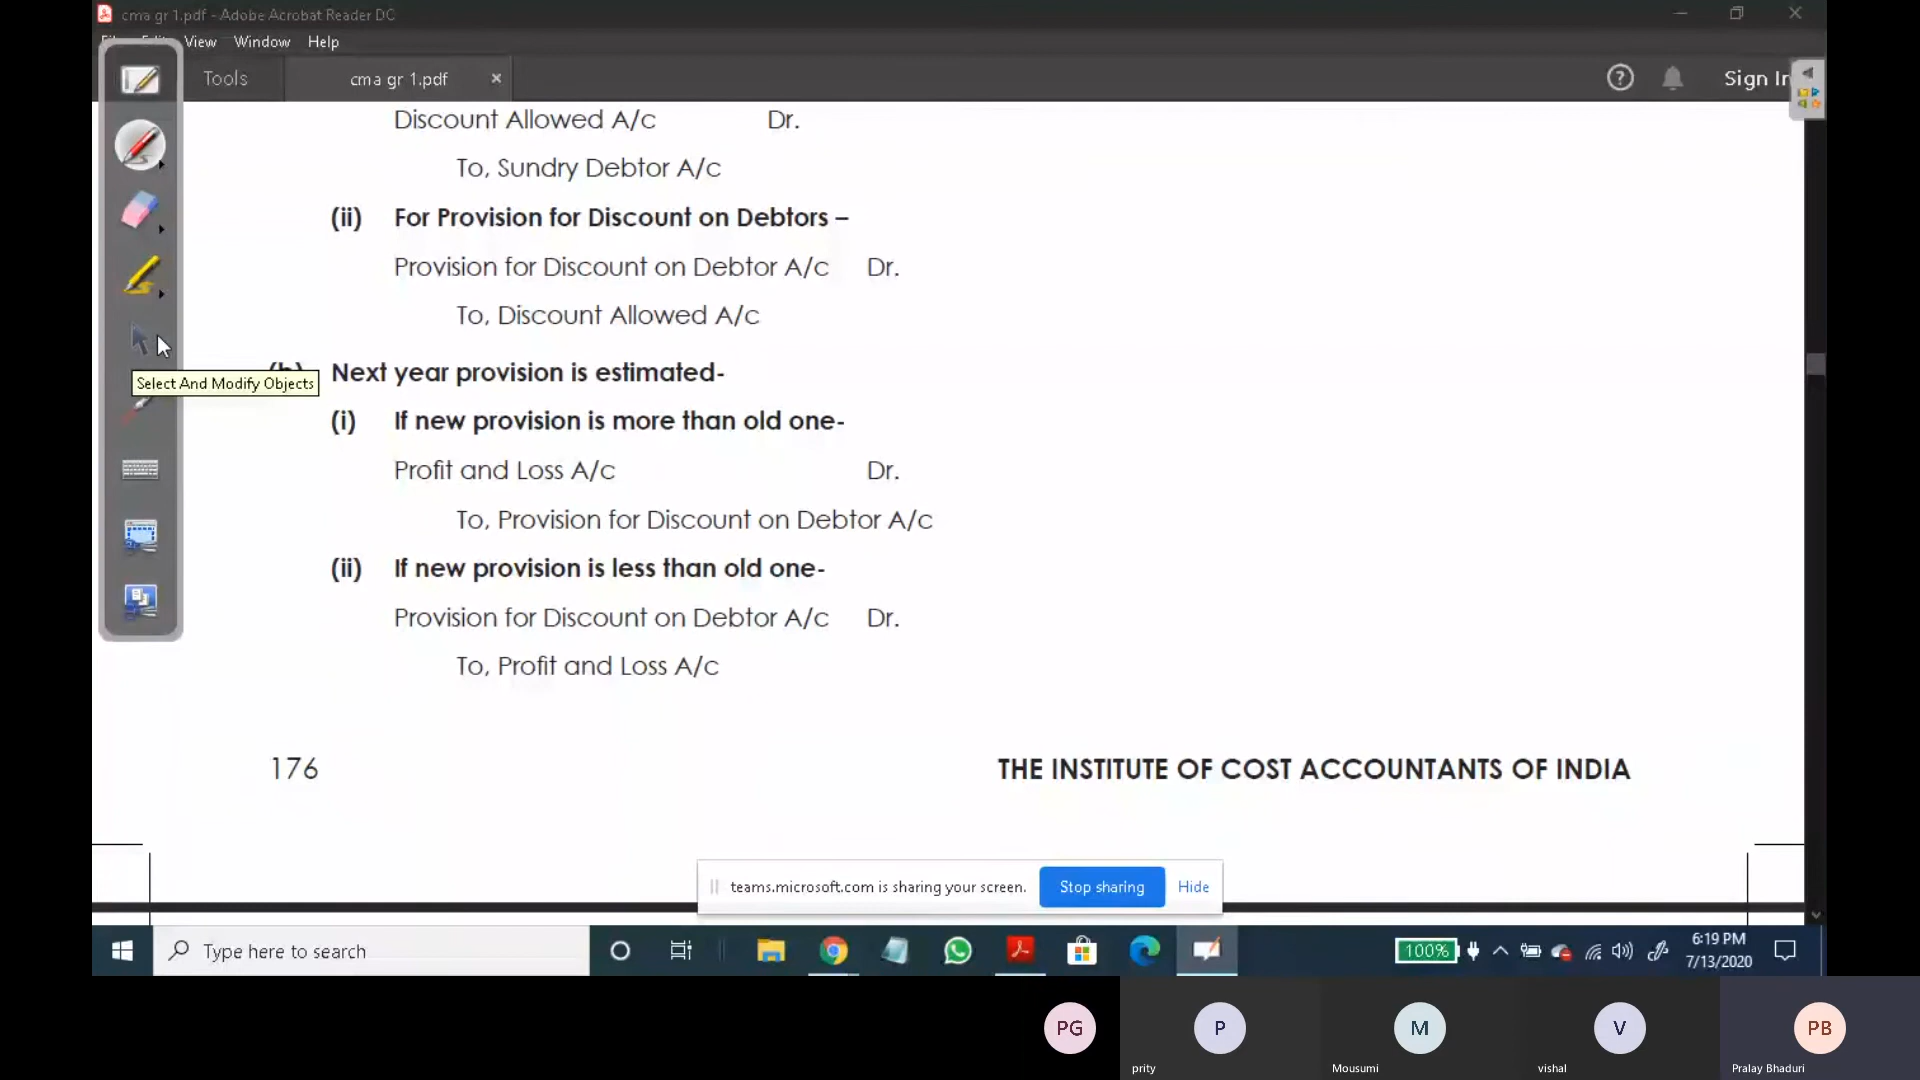 cma gr 1.pdf - Adobe Acrobat Reader DC
View Window Help
Tools cma gr 1.pdf × Sign In
Discount Allowed A/c Dr.
To, Sundry Debtor A/c
(ii) For Provision for Discount on Debtors –
Provision for Discount on Debtor A/c Dr.
To, Discount Allowed A/c
Next year provision is estimated-
Select And Modify Objects
(i) If new provision is more than old one-
Profit and Loss A/c Dr.
To, Provision for Discount on Debtor A/c
(ii) If new provision is less than old one-
Provision for Discount on Debtor A/c Dr.
To, Profit and Loss A/c
176 THE INSTITUTE OF COST ACCOUNTANTS OF INDIA
teams.microsoft.com is sharing your screen. Stop sharing Hide
Type here to search 100% 6:19 PM
7/13/2020
PG P M V PB
prity Mousumi vishal Pralay Bhaduri